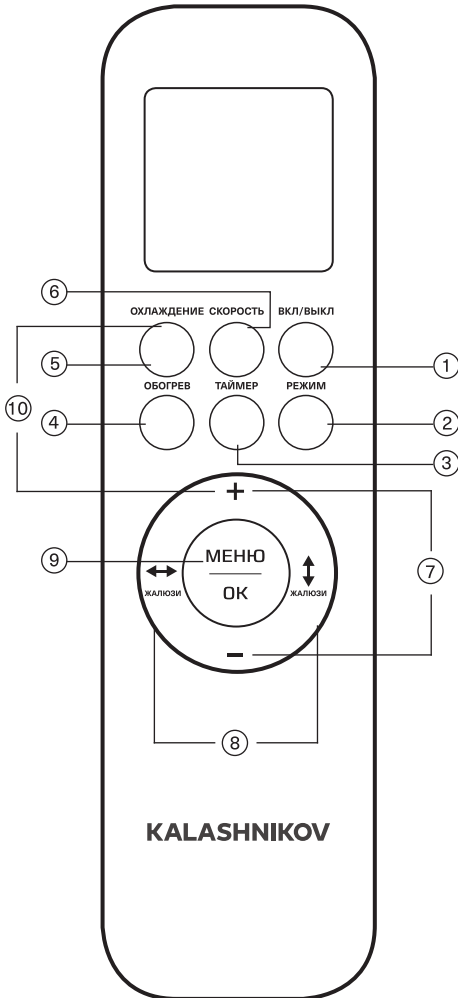 ⑥
ОХЛАЖДЕНИЕ СКОРОСТЬ ВКЛ/ВЫКЛ
⑩
⑤
①
ОБОГРЕВ ТАЙМЕР РЕЖИМ
④
②
③
+
⑨
МЕНЮ
⑦
ЖАЛЮЗИ
OK
ЖАЛЮЗИ
−
⑧
KALASHNIKOV